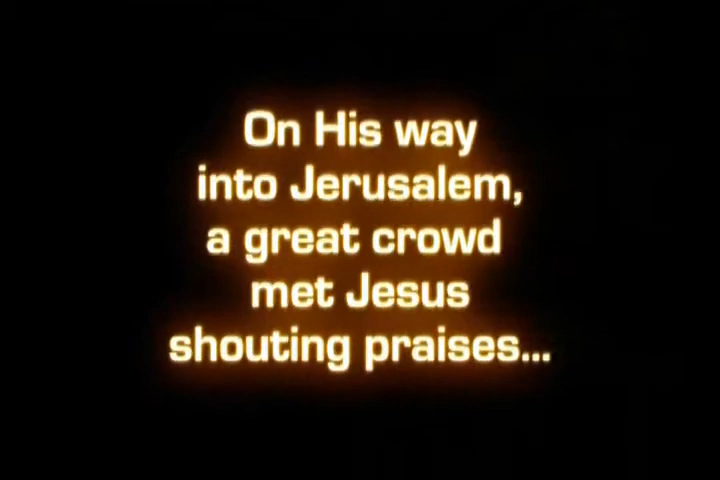 On His way
into Jerusalem,
a great crowd
met Jesus
shouting praises...